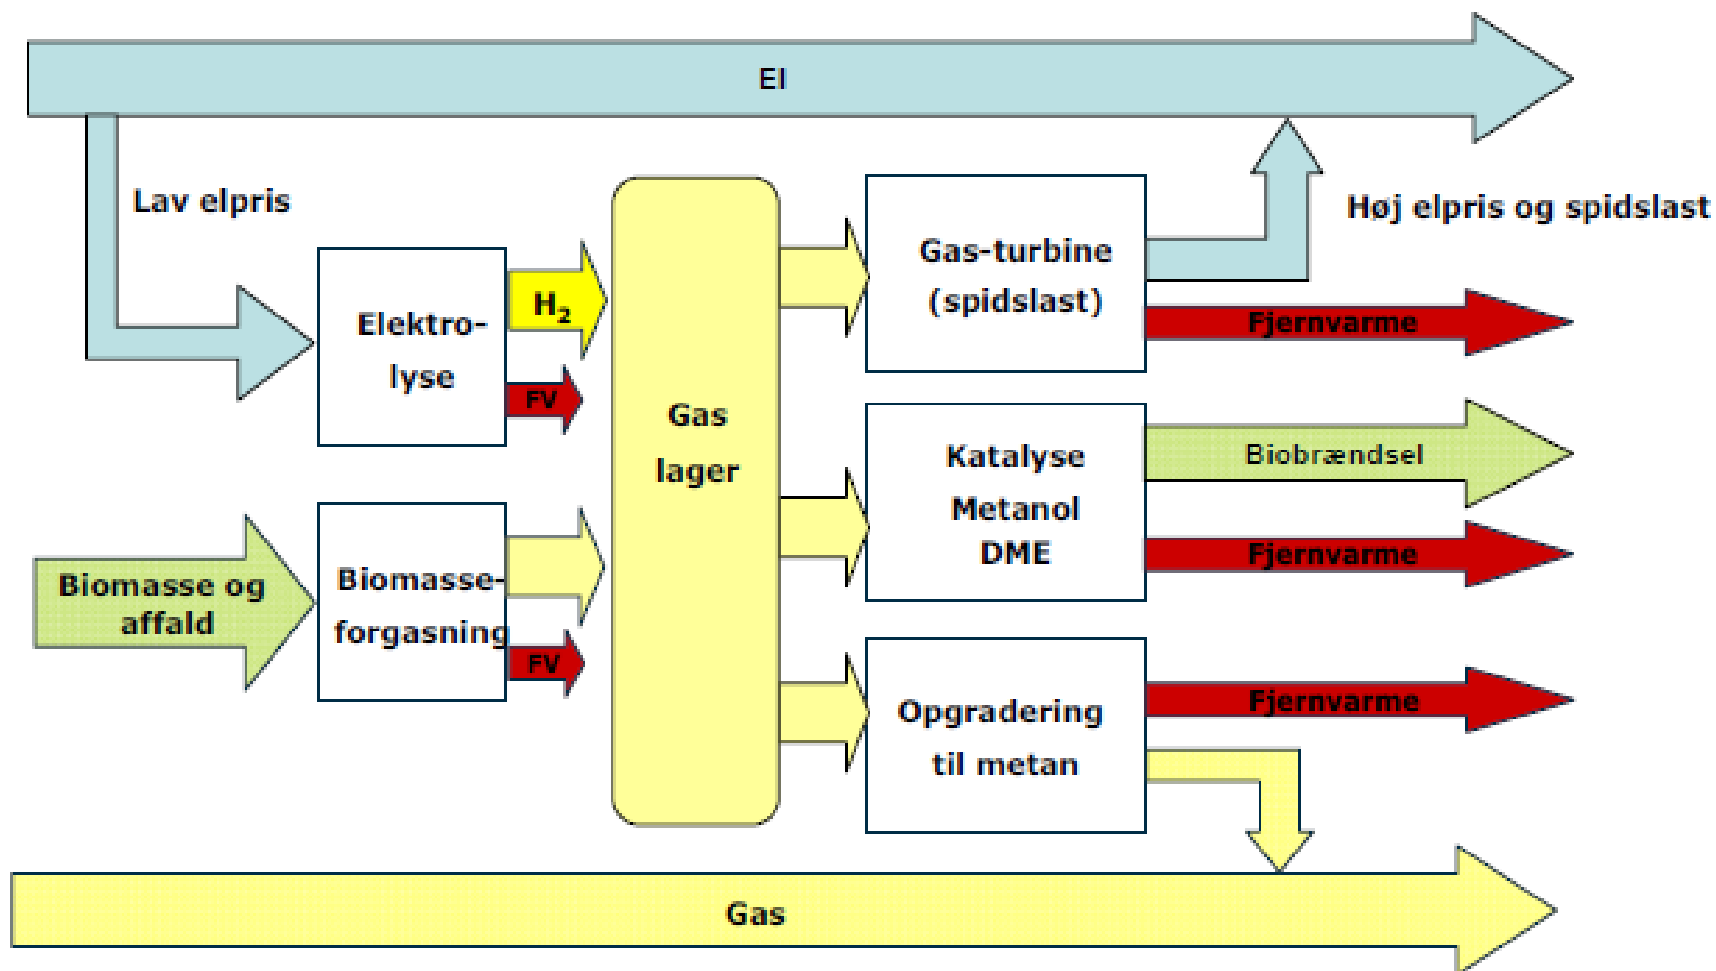 El
Lav elpris
Høj elpris og spidslast
Elektro-
lyse
H₂
FV
Gas
lager
Gas-turbine
(spidslast)
Fjernvarme
Katalyse
Metanol
DME
Biobrændsel
Fjernvarme
Biomasse og
affald
Biomasse-
forgasning
FV
Opgradering
til metan
Fjernvarme
Gas